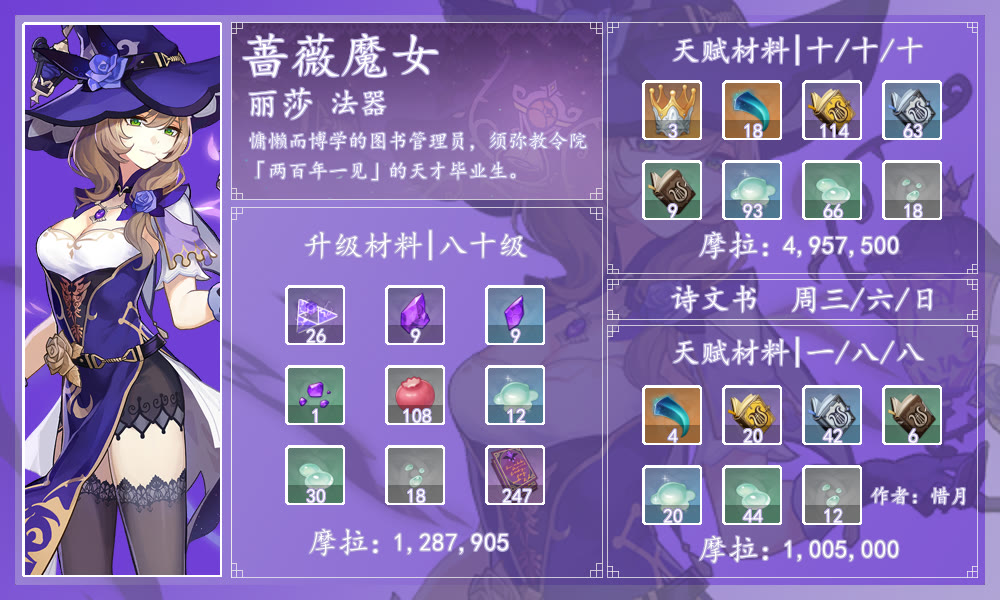 蔷薇魔女
丽莎 法器
慵懒而博学的图书管理员，须弥教令院
「两百年一见」的天才毕业生。
升级材料|八十级
26 9 9
1 108 12
30 18 247
摩拉：1,287,905
天赋材料|十/十/十
3 18 114 63
9 93 66 18
摩拉：4,957,500
诗文书 周三/六/日
天赋材料|一/八/八
4 20 42 6
20 44 12
作者：惜月
摩拉：1,005,000